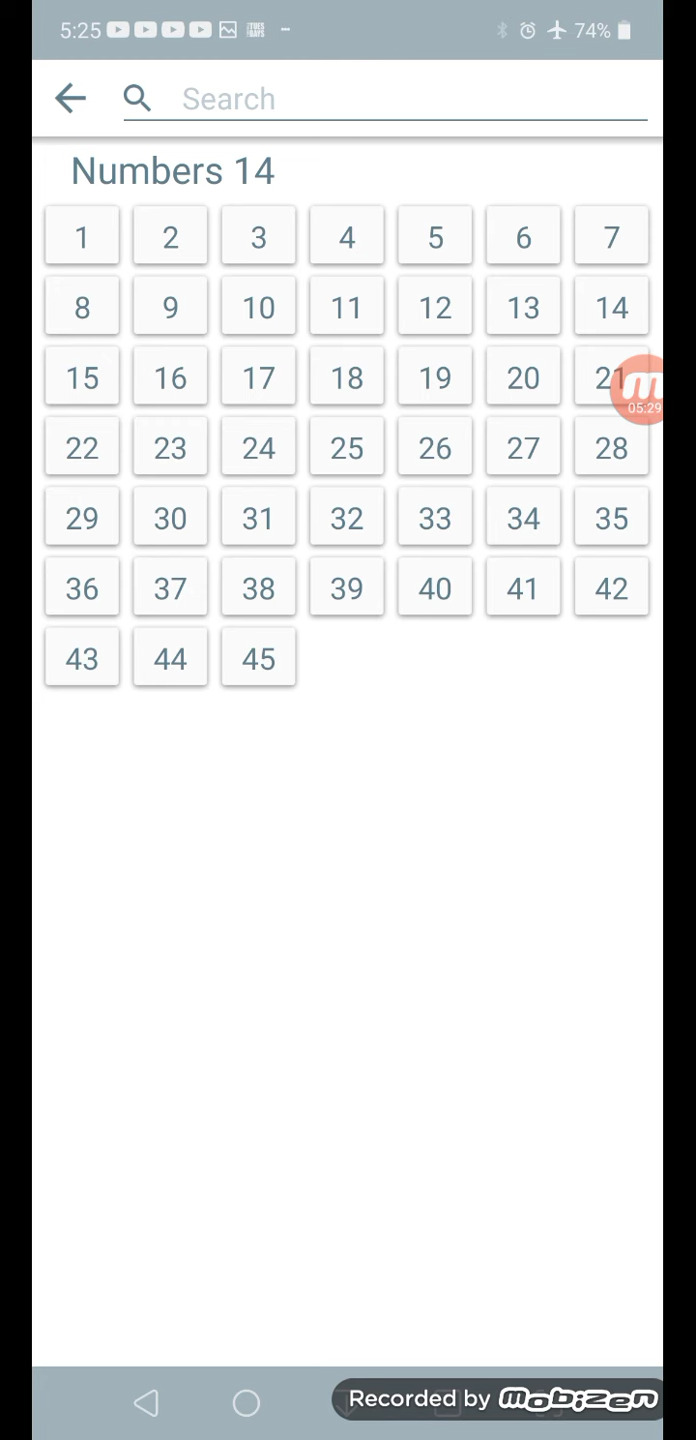 5:25 TUES DAYS 74%
Search
Numbers 14
1 2 3 4 5 6 7
8 9 10 11 12 13 14
15 16 17 18 19 20 21
m
05:29
22 23 24 25 26 27 28
29 30 31 32 33 34 35
36 37 38 39 40 41 42
43 44 45
Recorded by mobizen